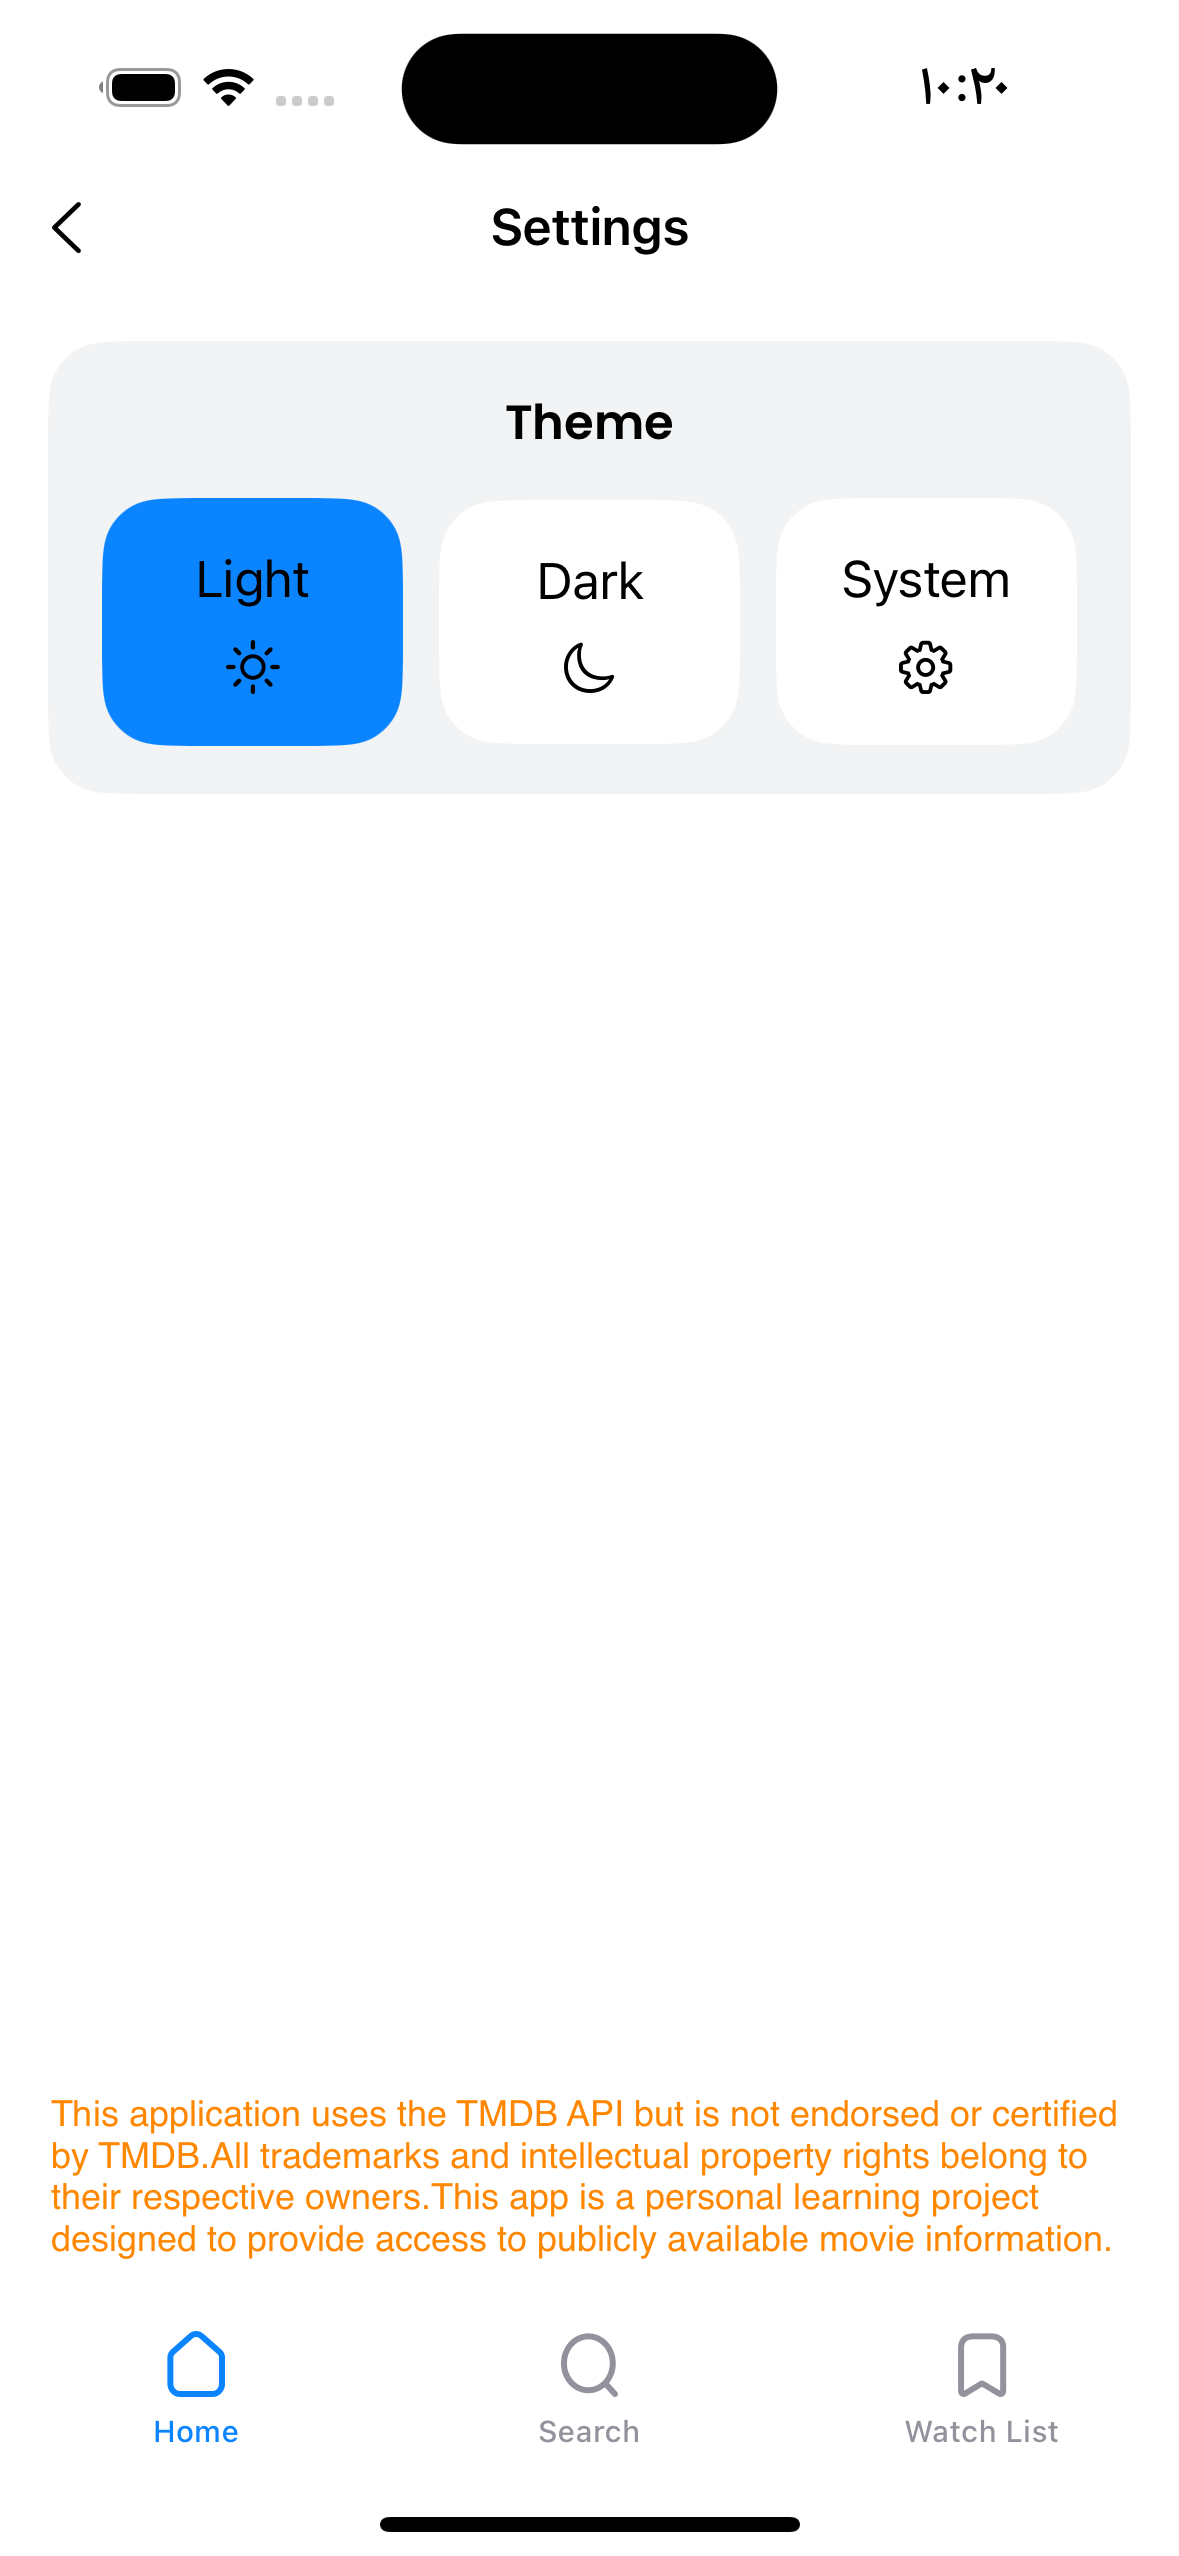 ۱۰:۲۰
Settings
Theme
Light
Dark
System
This application uses the TMDB API but is not endorsed or certified
by TMDB.All trademarks and intellectual property rights belong to
their respective owners.This app is a personal learning project
designed to provide access to publicly available movie information.
Home
Search
Watch List